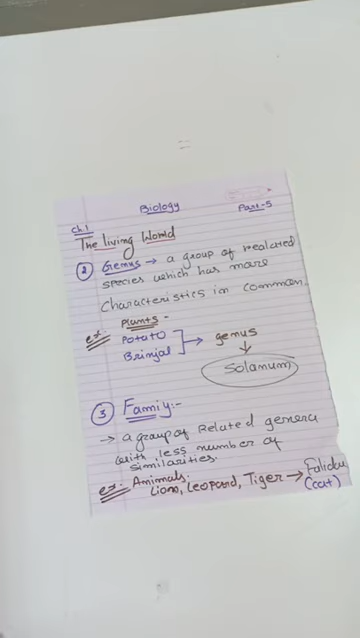 Biology
Part-5
Ch.1
The living World
② Genus → a group of realated
species which has more
characteristics in common.
Plants -
ex:- Potato
Brinjal → genus
↓
Solanum
③ Family:-
→ a group of Related genera
with less number of
similarities.
ex:- Animals:
Lions, Leopard, Tiger →
(cat)